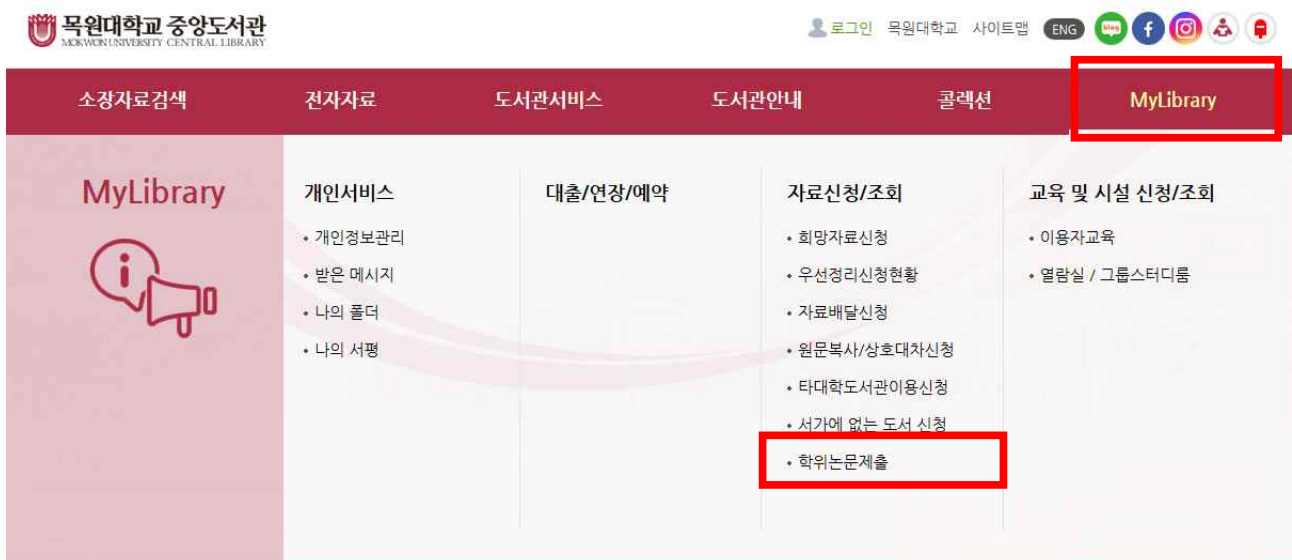 목원대학교 중앙도서관
MOKWON UNIVERSITY CENTRAL LIBRARY
로그인 목원대학교 사이트맵 ENG blog f
소장자료검색 전자자료 도서관서비스 도서관안내 콜렉션 MyLibrary
MyLibrary
개인서비스
• 개인정보관리
• 받은 메시지
• 나의 폴더
• 나의 서평
대출/연장/예약
자료신청/조회
• 희망자료신청
• 우선정리신청현황
• 자료배달신청
• 원문복사/상호대차신청
• 타대학도서관이용신청
• 서가에 없는 도서 신청
• 학위논문제출
교육 및 시설 신청/조회
• 이용자교육
• 열람실 / 그룹스터디룸